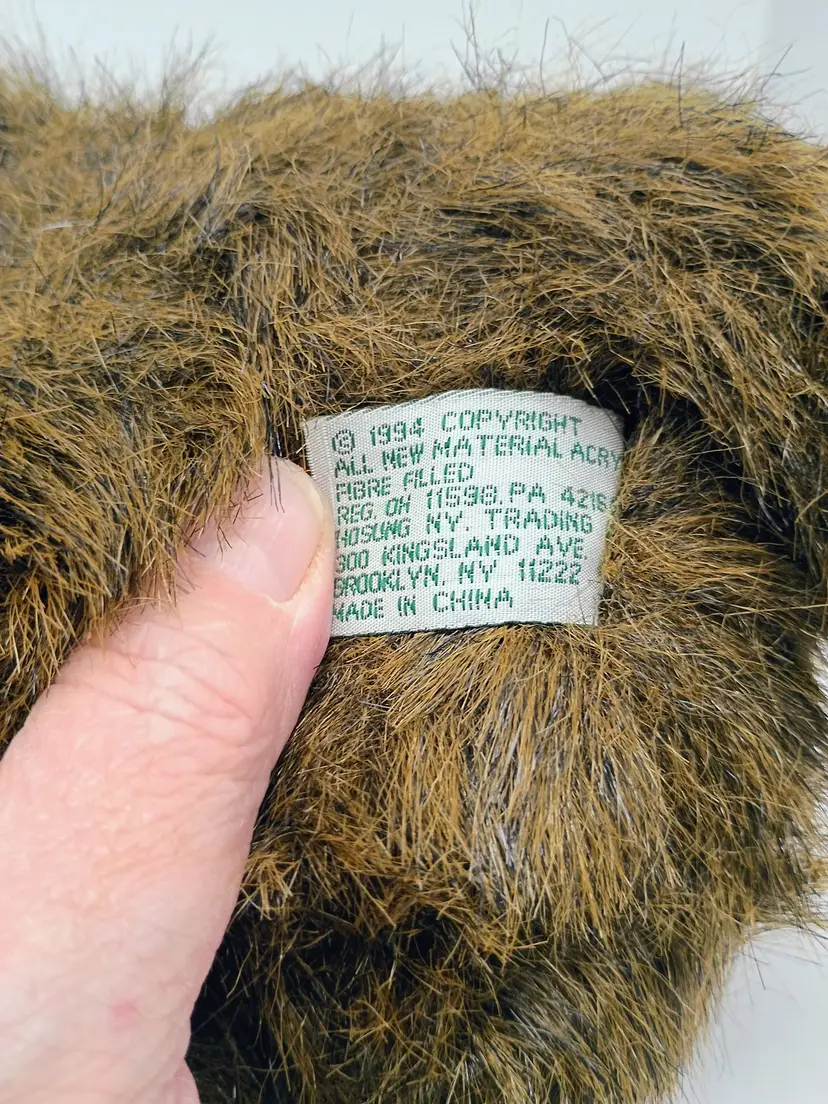 © 1994 COPYRIGHT
ALL NEW MATERIAL ACRY
FIBRE FILLED
REG OH 11598. PA 4216
HOSUNG NY. TRADING
300 KINGSLAND AVE
BROOKLYN. NY 11222
MADE IN CHINA